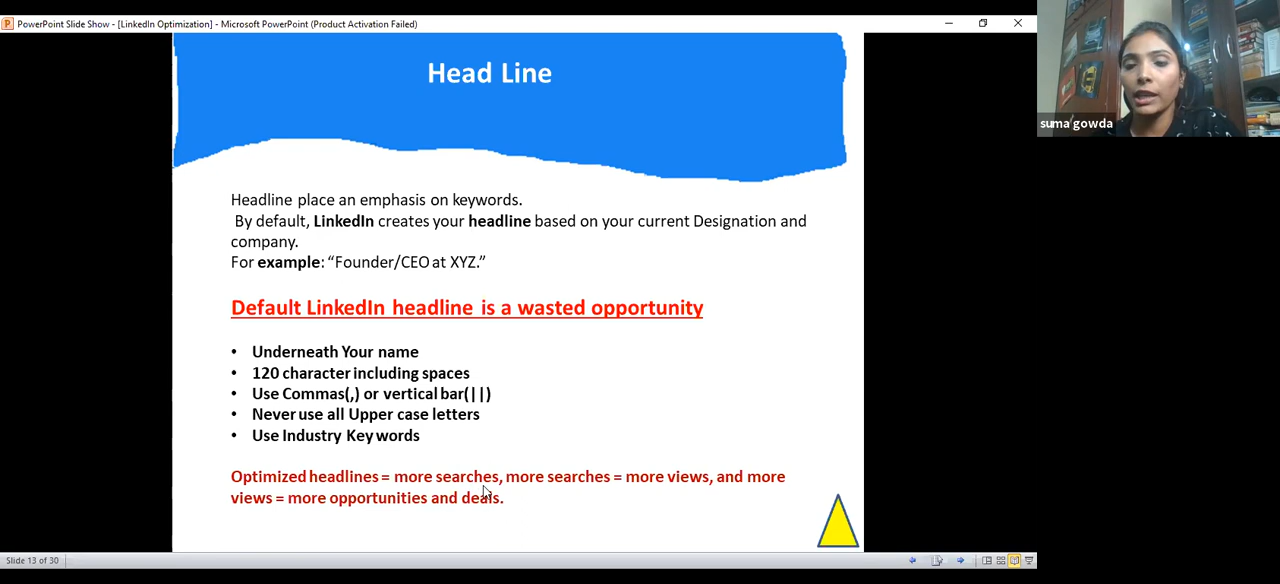 PowerPoint Slide Show - [LinkedIn Optimization] - Microsoft PowerPoint (Product Activation Failed)
Head Line
suma gowda
Headline place an emphasis on keywords.
By default, LinkedIn creates your headline based on your current Designation and
company.
For example: “Founder/CEO at XYZ.”
Default LinkedIn headline is a wasted opportunity
• Underneath Your name
• 120 character including spaces
• Use Commas(,) or vertical bar(||)
• Never use all Upper case letters
• Use Industry Key words
Optimized headlines = more searches, more searches = more views, and more
views = more opportunities and deals.
Slide 13 of 30